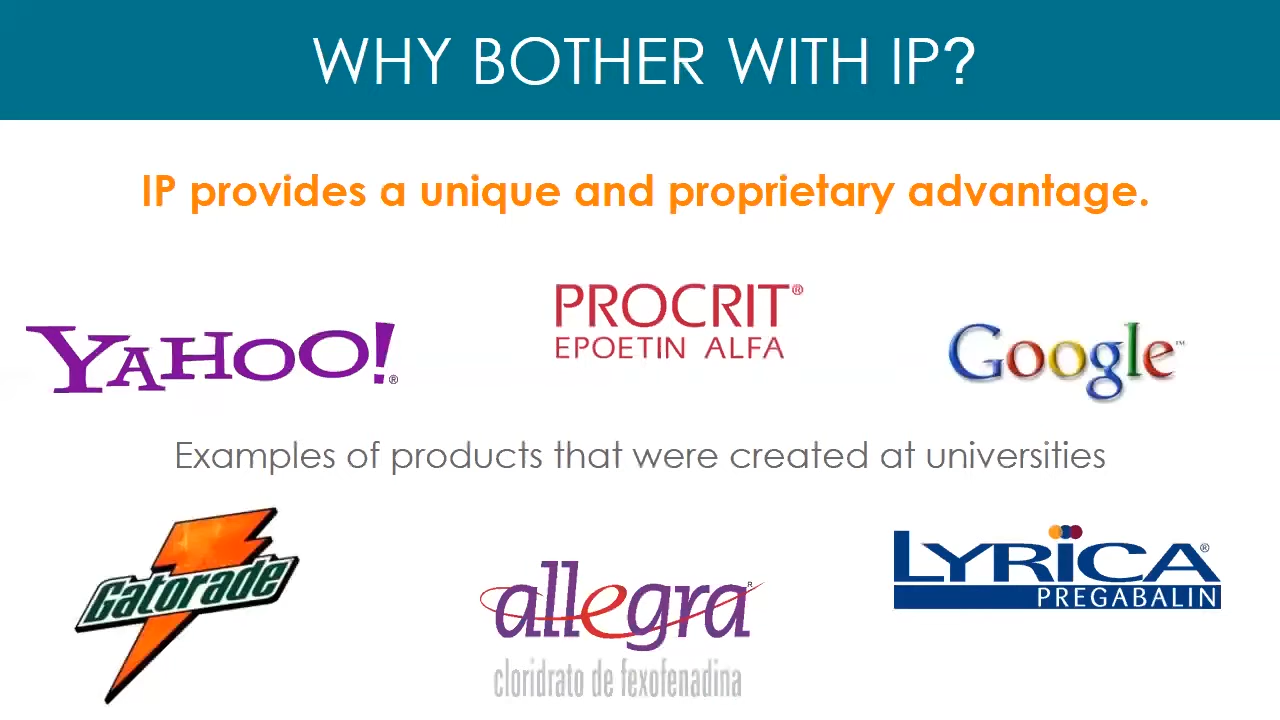 WHY BOTHER WITH IP?
IP provides a unique and proprietary advantage.
YAHOO!®
PROCRIT®
EPOETIN ALFA
Google™
Examples of products that were created at universities
Gatorade
allegra®
cloridrato de fexofenadina
LYRICA®
PREGABALIN